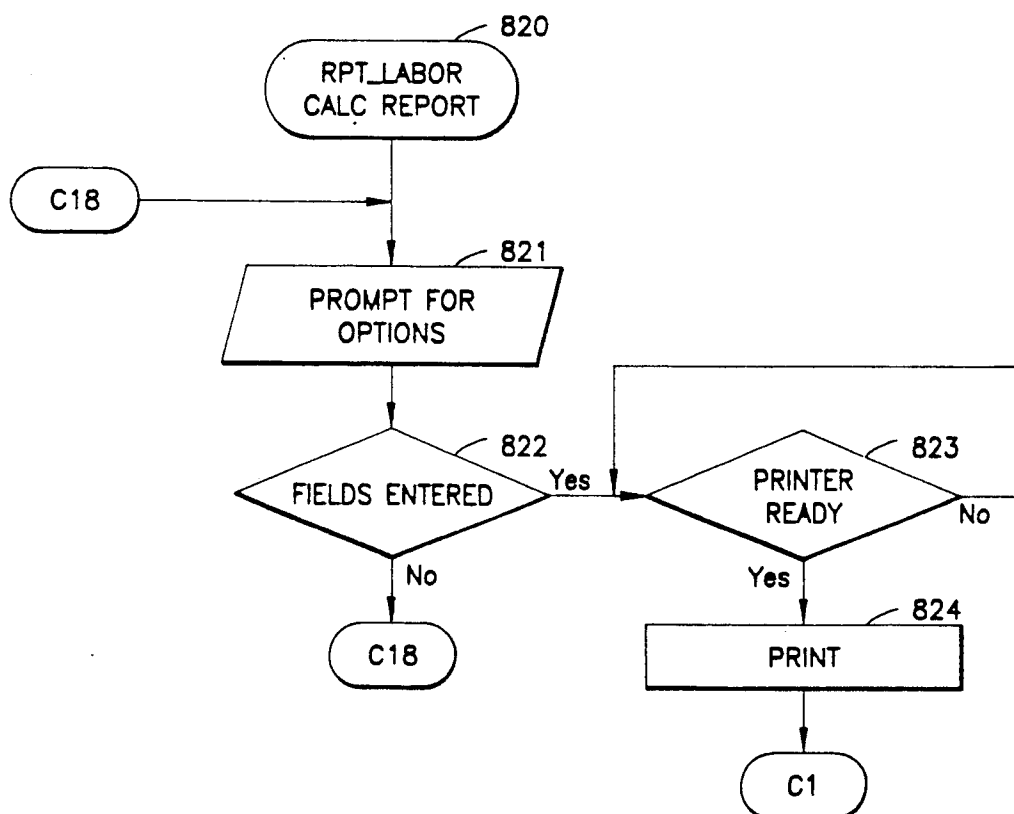 820
RPT_LABOR
CALC REPORT
C18
821
PROMPT FOR
OPTIONS
822
FIELDS ENTERED
Yes
No
C18
823
PRINTER
READY
No
Yes
824
PRINT
C1